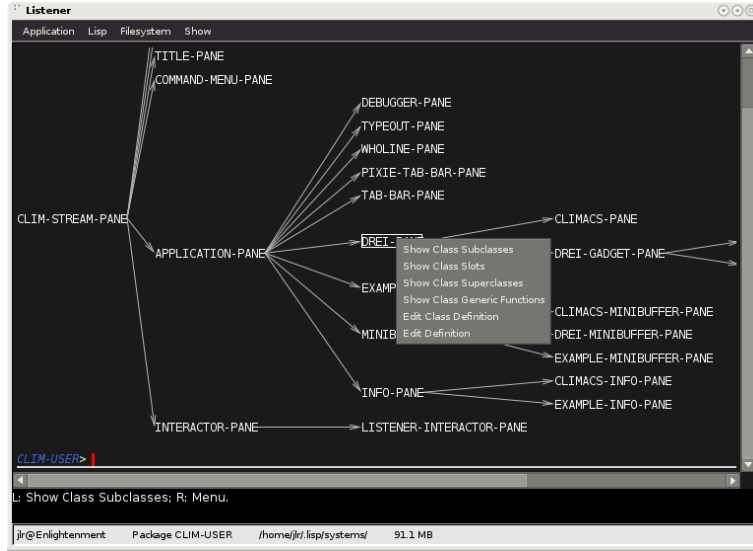 Listener
Application Lisp Filesystem Show
TITLE-PANE
COMMAND-MENU-PANE
DEBUGGER-PANE
TYPEOUT-PANE
WHOLINE-PANE
PIXIE-TAB-BAR-PANE
TAB-BAR-PANE
CLIM-STREAM-PANE CLIMACS-PANE
DREI-PANE
Show Class Subclasses
APPLICATION-PANE DREI-GADGET-PANE
Show Class Slots
Show Class Superclasses
EXAMP
Show Class Generic Functions
CLIMACS-MINIBUFFER-PANE
Edit Class Definition
MINIB Edit Definition DREI-MINIBUFFER-PANE
EXAMPLE-MINIBUFFER-PANE
CLIMACS-INFO-PANE
INFO-PANE
EXAMPLE-INFO-PANE
INTERACTOR-PANE LISTENER-INTERACTOR-PANE
CLIM-USER>
L: Show Class Subclasses; R: Menu.
jlr@Enlightenment Package CLIM-USER /home/jlr/.lisp/systems/ 91.1 MB